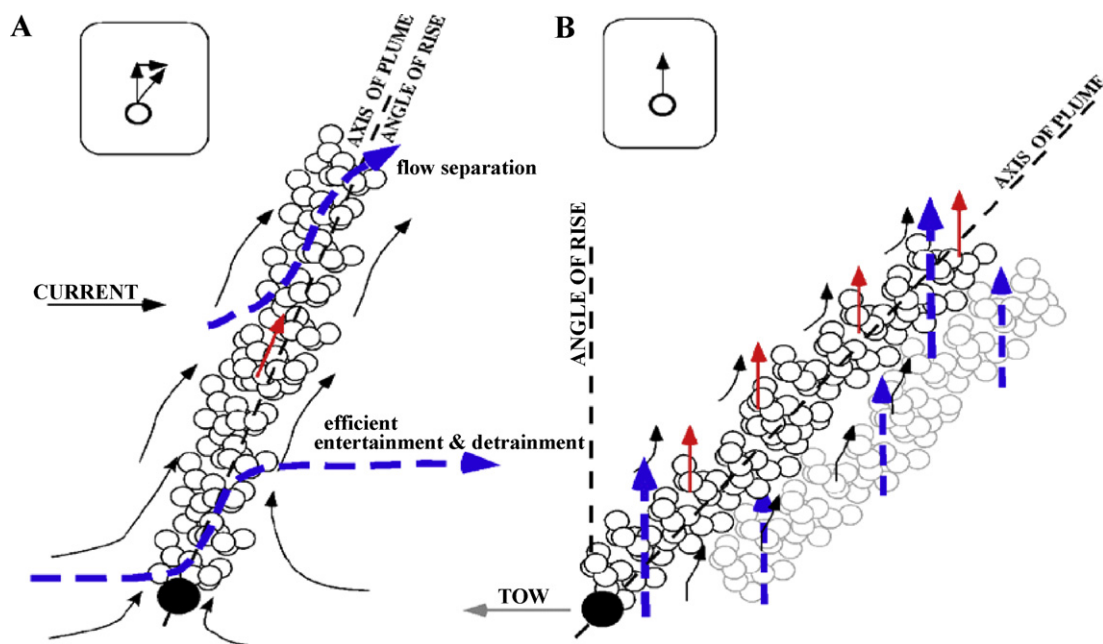 A
B
AXIS OF PLUME
ANGLE OF RISE
AXIS OF PLUME
flow separation
CURRENT
ANGLE OF RISE
efficient
entertainment & detrainment
TOW